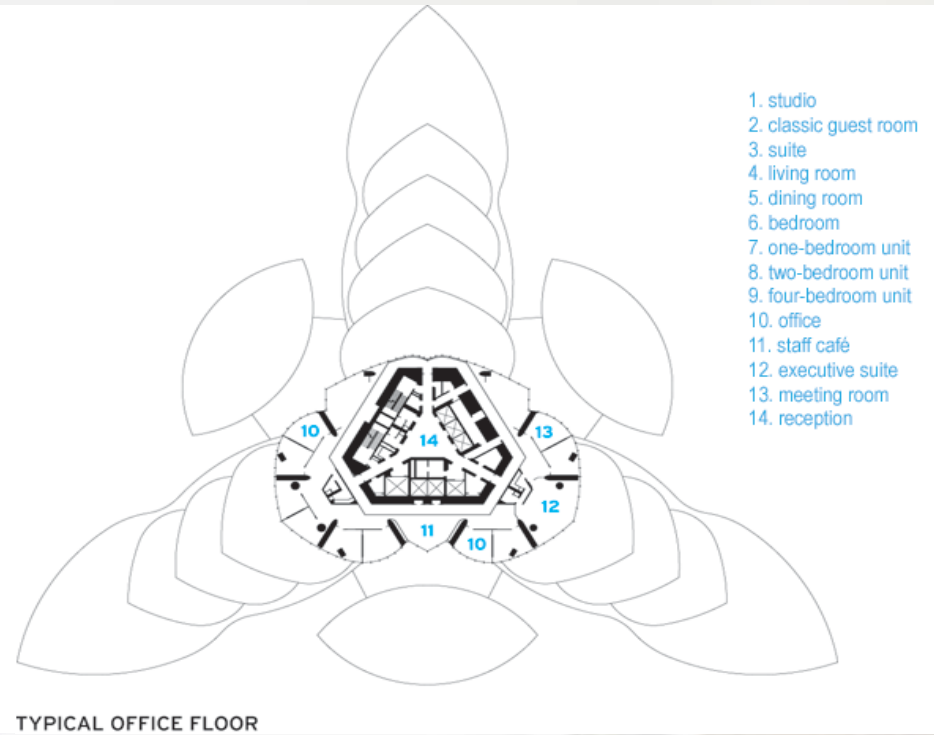 1. studio
2. classic guest room
3. suite
4. living room
5. dining room
6. bedroom
7. one-bedroom unit
8. two-bedroom unit
9. four-bedroom unit
10. office
11. staff café
12. executive suite
13. meeting room
14. reception
10
13
14
12
11
10
TYPICAL OFFICE FLOOR